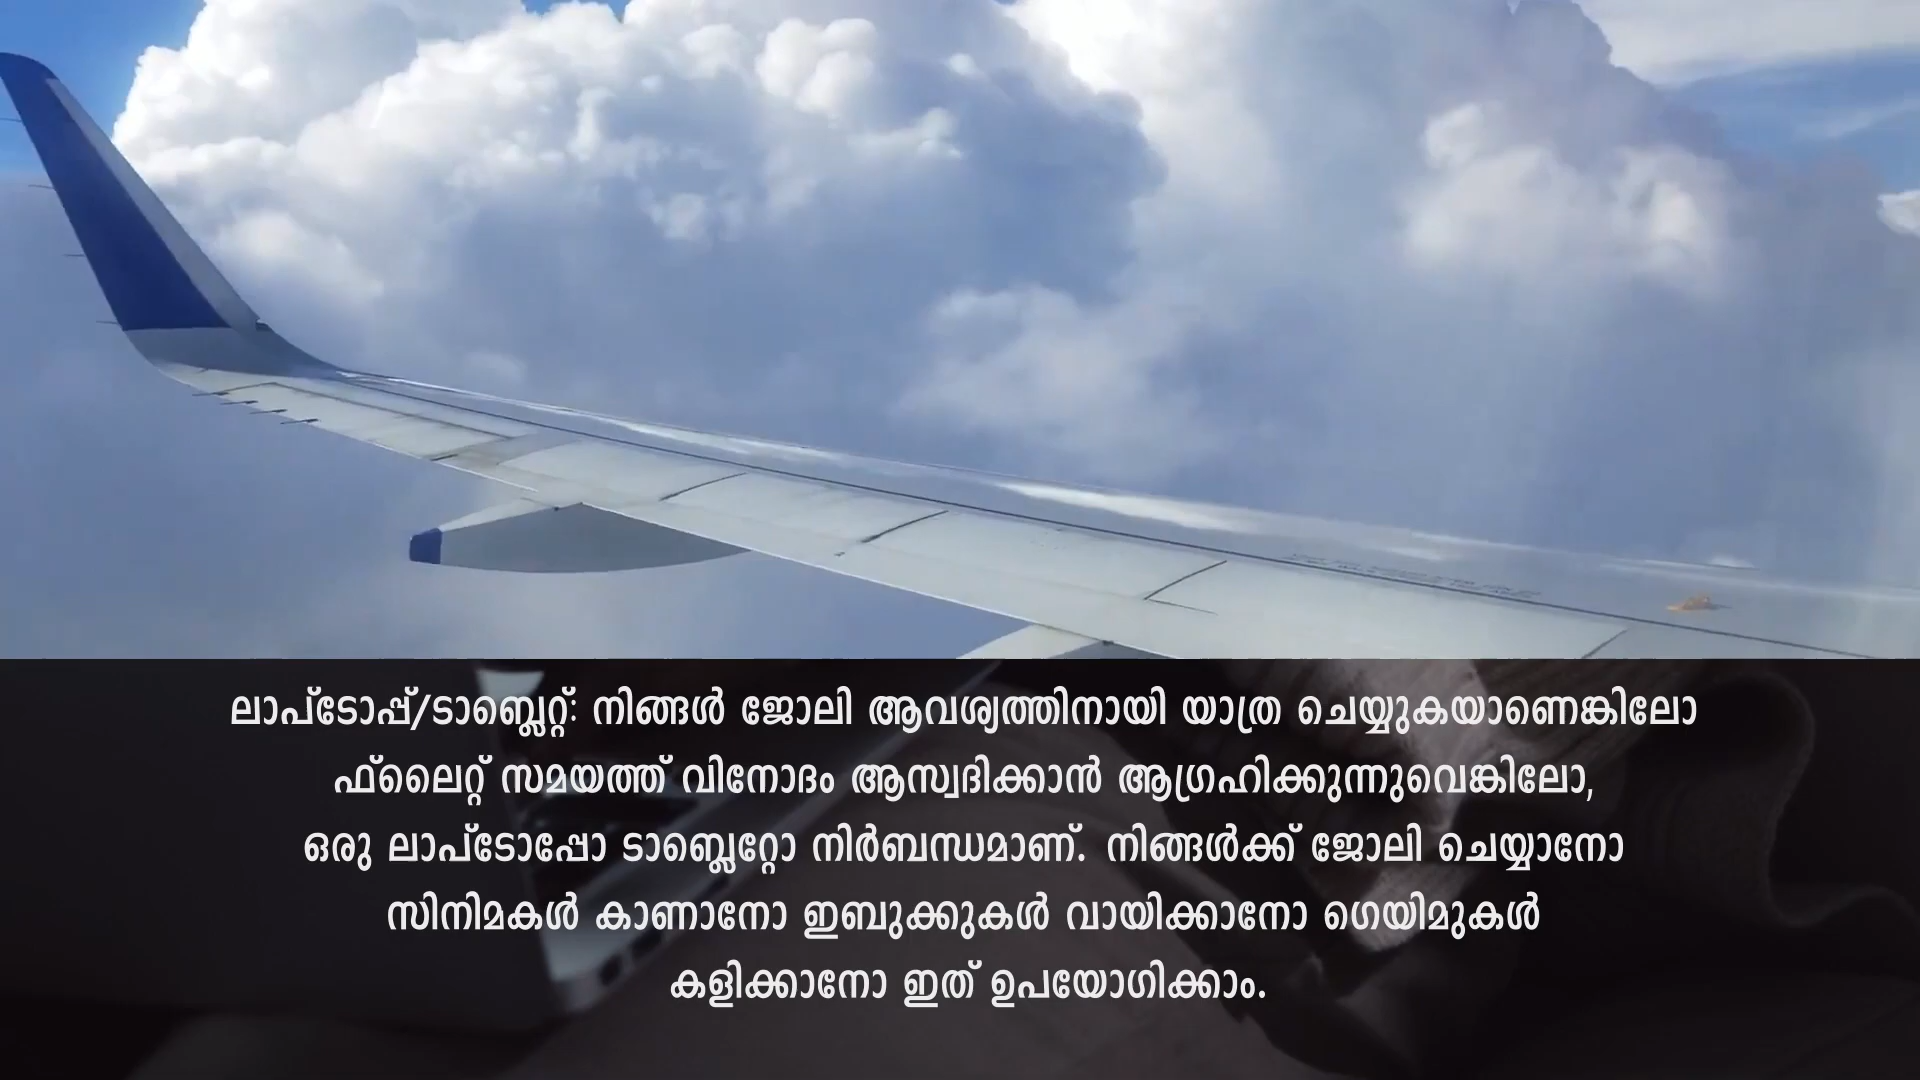 ലാപ്ടോപ്പ്/ടാബ്ലെറ്റ്: നിങ്ങൾ ജോലി ആവശ്യത്തിനായി യാത്ര ചെയ്യുകയാണെങ്കിലോ
ഫ്ലൈറ്റ് സമയത്ത് വിനോദം ആസ്വദിക്കാൻ ആഗ്രഹിക്കുന്നുവെങ്കിലോ,
ഒരു ലാപ്ടോപ്പോ ടാബ്ലെറ്റോ നിർബന്ധമാണ്. നിങ്ങൾക്ക് ജോലി ചെയ്യാനോ
സിനിമകൾ കാണാനോ ഇബുക്കുകൾ വായിക്കാനോ ഗെയിമുകൾ
കളിക്കാനോ ഇത് ഉപയോഗിക്കാം.